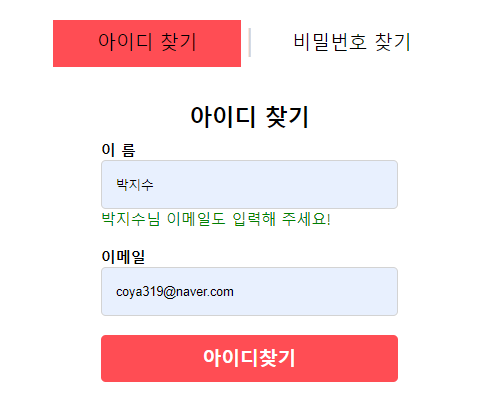 아이디 찾기 | 비밀번호 찾기
아이디 찾기
이 름
박지수
박지수님 이메일도 입력해 주세요!
이메일
coya319@naver.com
아이디찾기